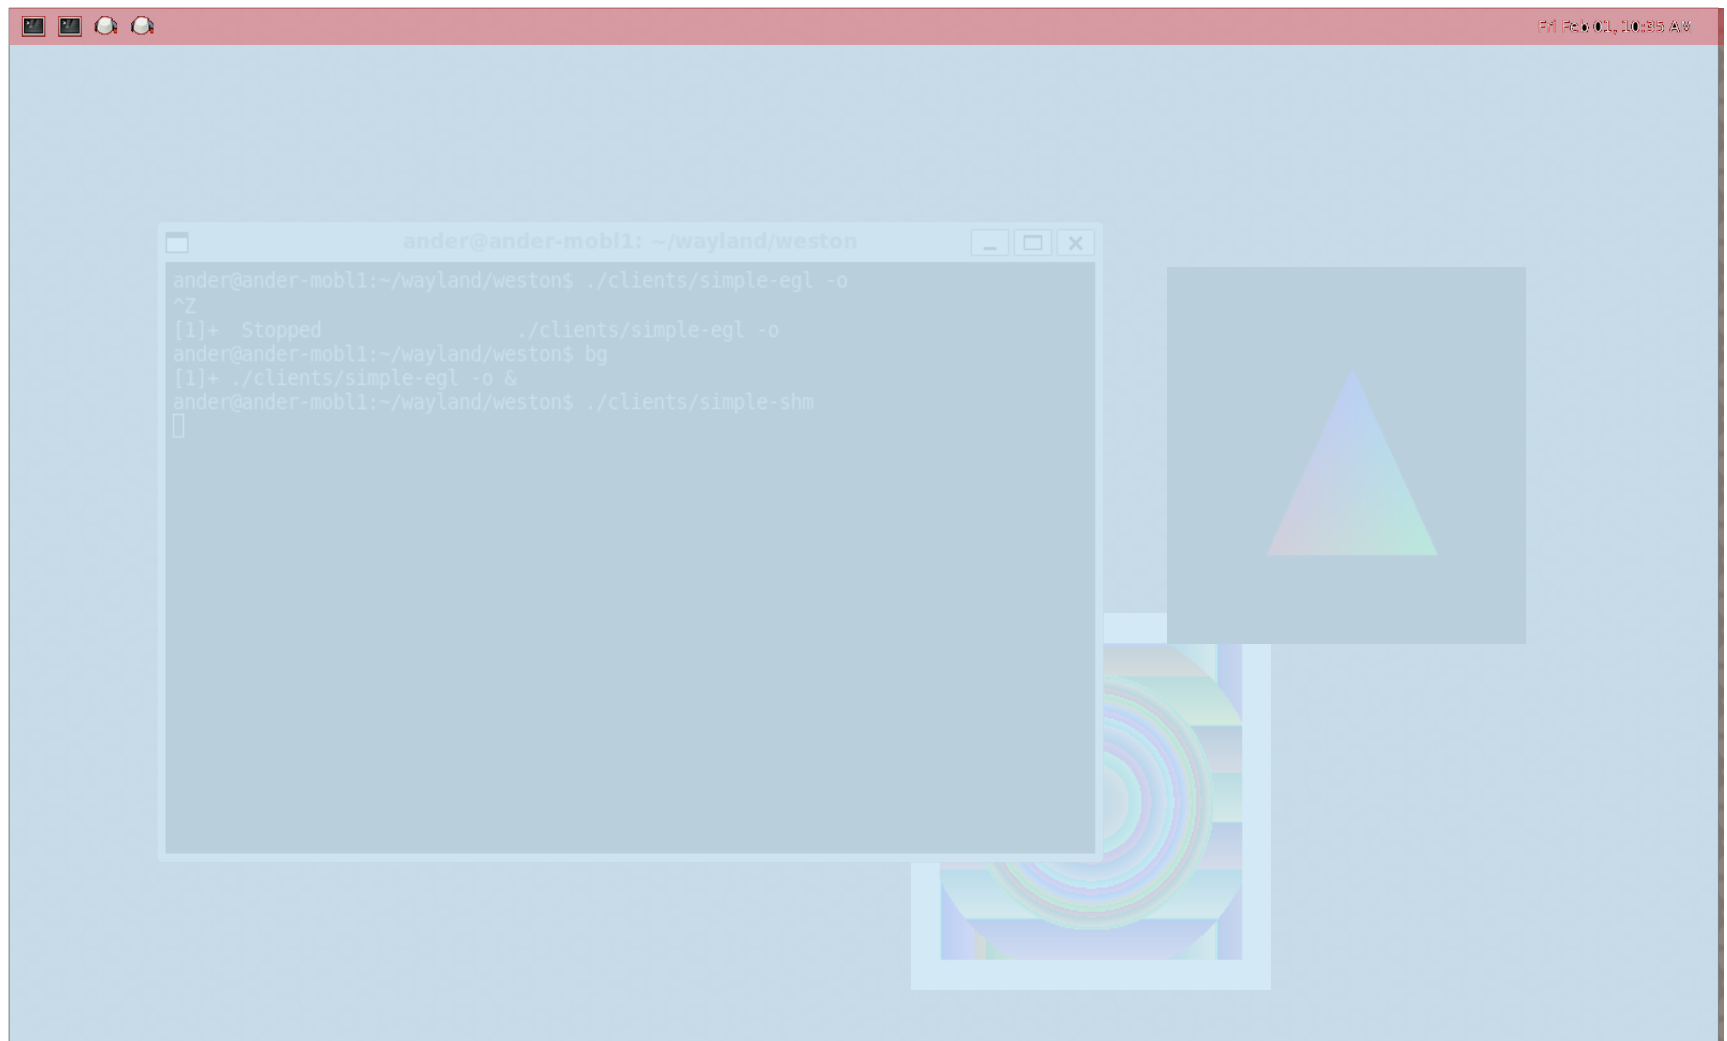 Fri Feb 01, 10:35 AM
ander@ander-mobl1: ~/wayland/weston
ander@ander-mobl1:~/wayland/weston$ ./clients/simple-egl -o
^Z
[1]+  Stopped                 ./clients/simple-egl -o
ander@ander-mobl1:~/wayland/weston$ bg
[1]+ ./clients/simple-egl -o &
ander@ander-mobl1:~/wayland/weston$ ./clients/simple-shm